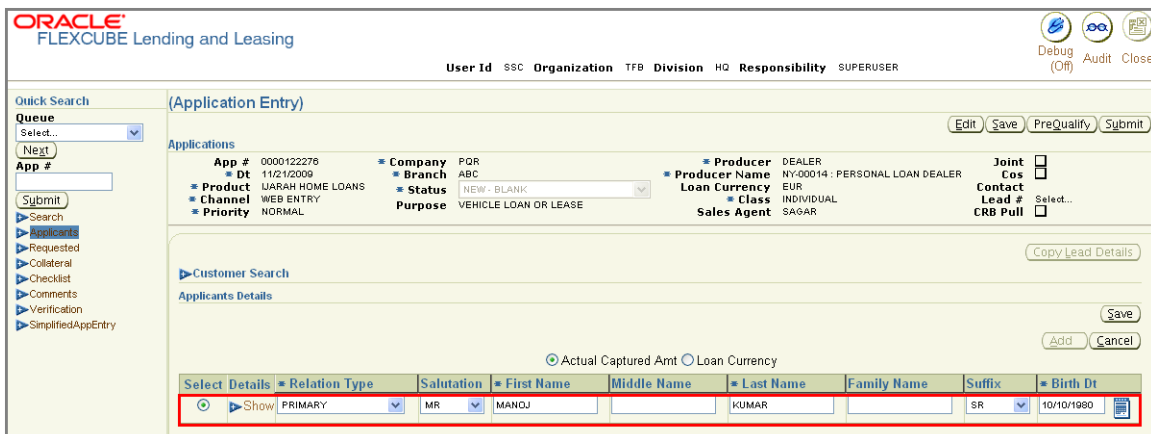 ORACLE
FLEXCUBE Lending and Leasing
Debug (Off) Audit Close
User Id SSC Organization TFB Division HQ Responsibility SUPERUSER
Quick Search
Queue
Select...
Next
App #
Submit
Search
Applicants
Requested
Collateral
Checklist
Comments
Verification
SimplifiedAppEntry
(Application Entry)
Edit Save PreQualify Submit
Applications
App # 0000122276 * Company PQR * Producer DEALER Joint
* Dt 11/21/2009 * Branch ABC * Producer Name NY-00014 : PERSONAL LOAN DEALER Cos
* Product IJARAH HOME LOANS * Status NEW - BLANK Loan Currency EUR Contact
* Channel WEB ENTRY Purpose VEHICLE LOAN OR LEASE * Class INDIVIDUAL Lead # Select...
* Priority NORMAL Sales Agent SAGAR CRB Pull
Copy Lead Details
Customer Search
Applicants Details
Save
Add Cancel
Actual Captured Amt Loan Currency
Select Details * Relation Type Salutation * First Name Middle Name * Last Name Family Name Suffix * Birth Dt
Show PRIMARY MR MANOJ KUMAR SR 10/10/1980